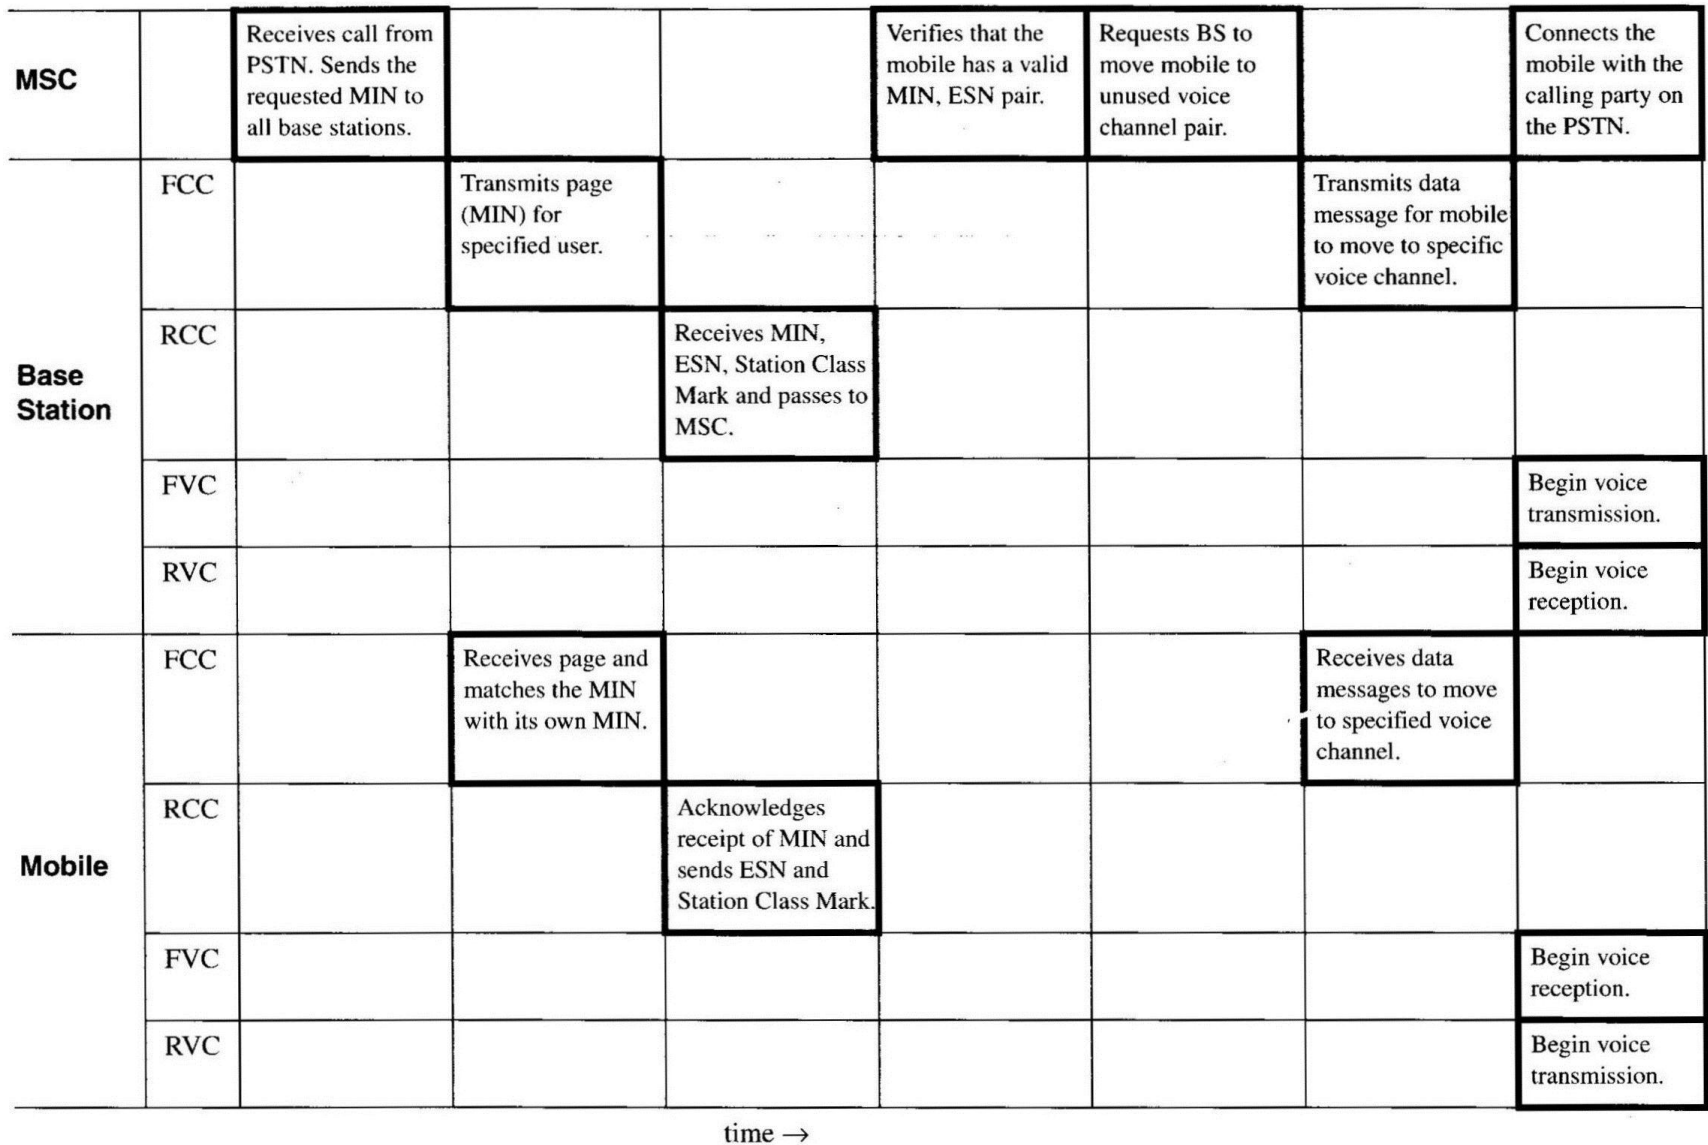 MSC
Receives call from
PSTN. Sends the
requested MIN to
all base stations.
Verifies that the
mobile has a valid
MIN, ESN pair.
Requests BS to
move mobile to
unused voice
channel pair.
Connects the
mobile with the
calling party on
the PSTN.
Base
Station
FCC
Transmits page
(MIN) for
specified user.
Transmits data
message for mobile
to move to specific
voice channel.
RCC
Receives MIN,
ESN, Station Class
Mark and passes to
MSC.
FVC
Begin voice
transmission.
RVC
Begin voice
reception.
Mobile
FCC
Receives page and
matches the MIN
with its own MIN.
Receives data
messages to move
to specified voice
channel.
RCC
Acknowledges
receipt of MIN and
sends ESN and
Station Class Mark.
FVC
Begin voice
reception.
RVC
Begin voice
transmission.
time →